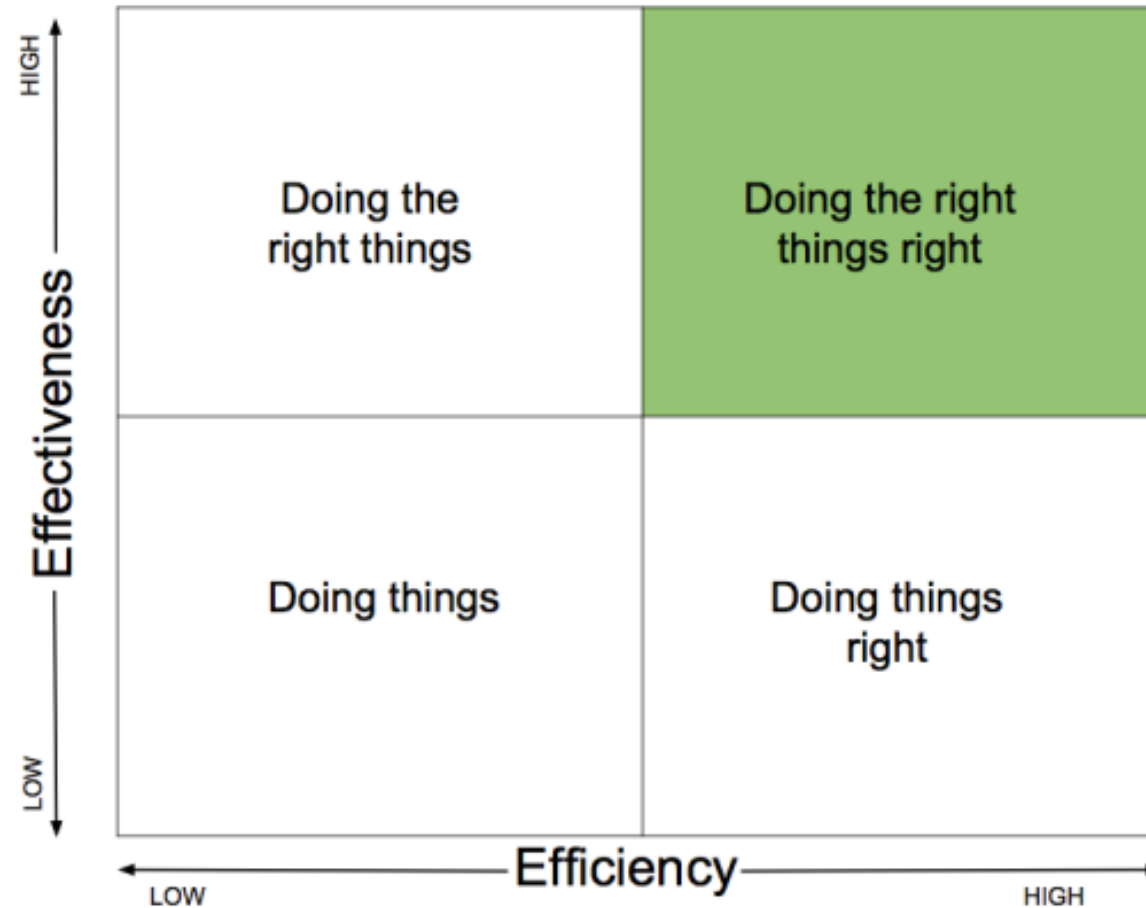 HIGH
Doing the
right things
Doing the right
things right
Effectiveness
Doing things
Doing things
right
LOW
Efficiency
LOW
HIGH